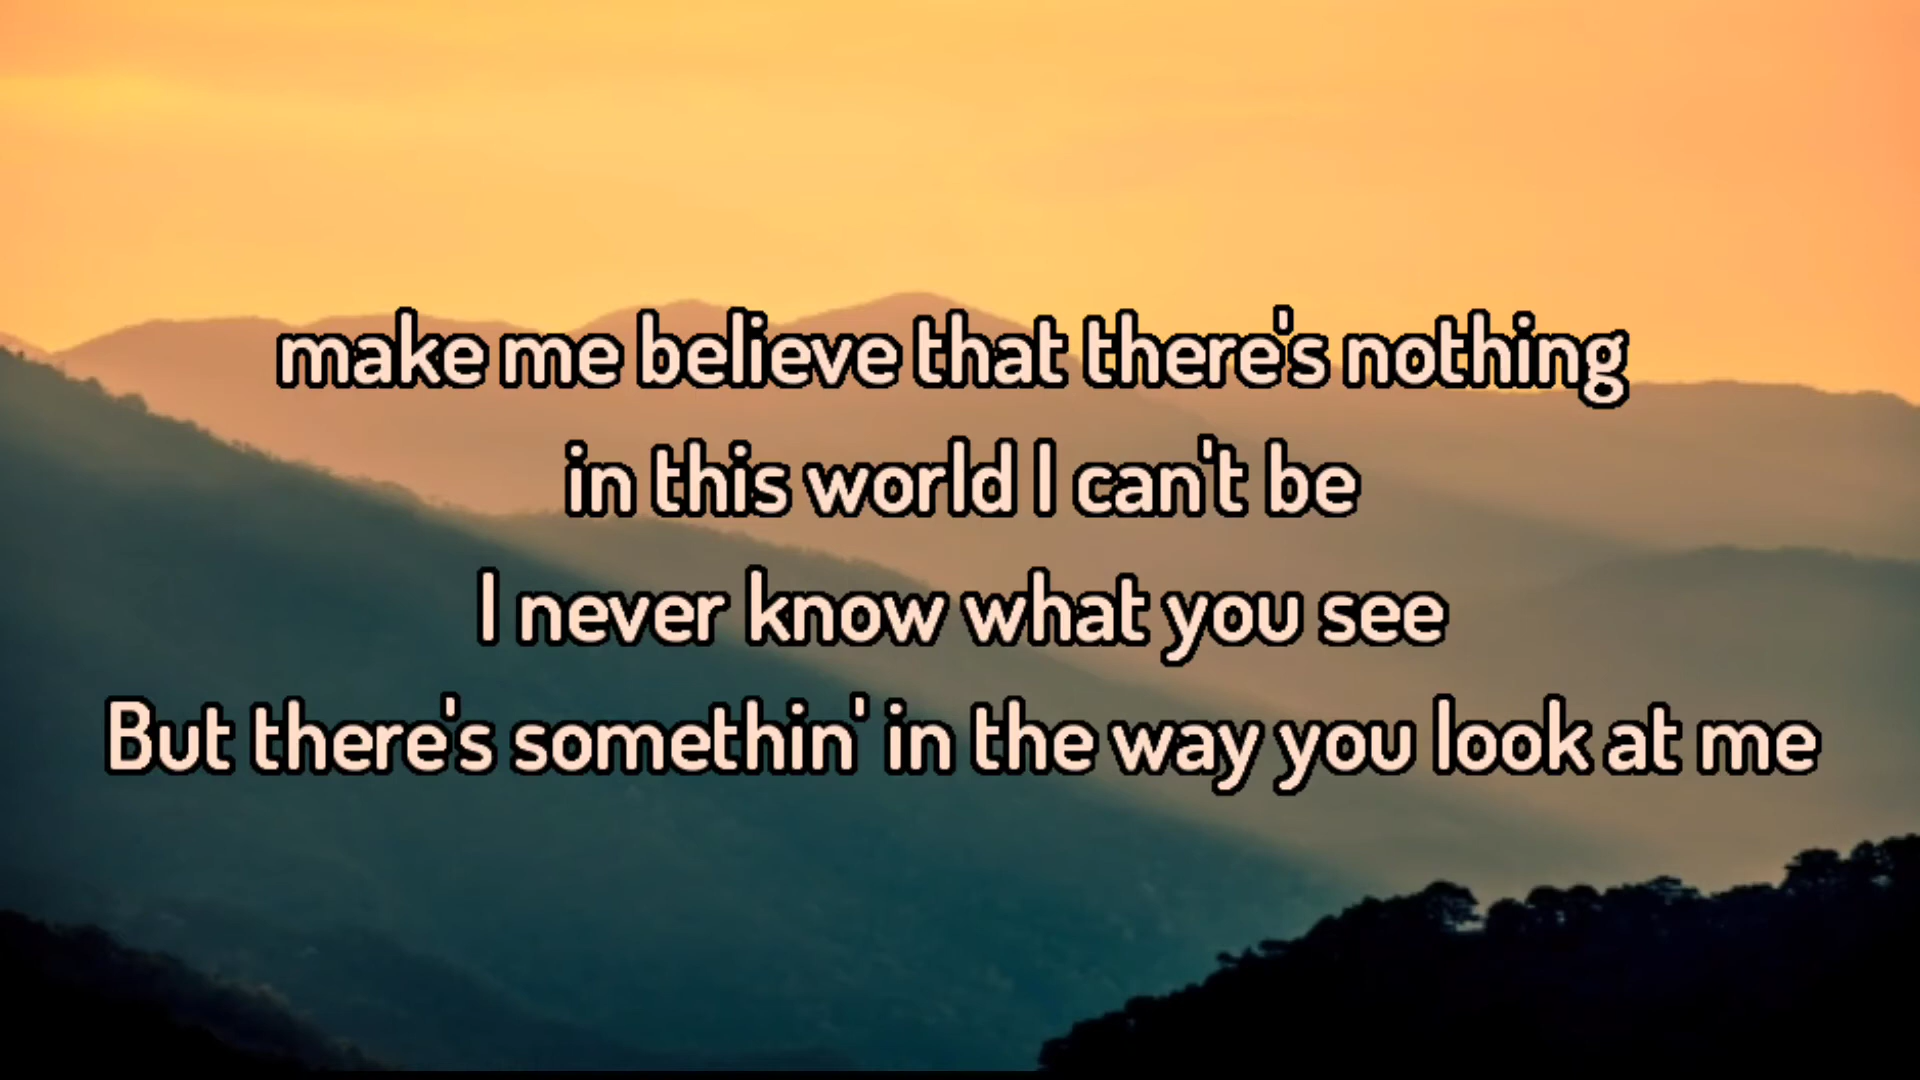 make me believe that there's nothing
in this world I can't be
I never know what you see
But there's somethin' in the way you look at me